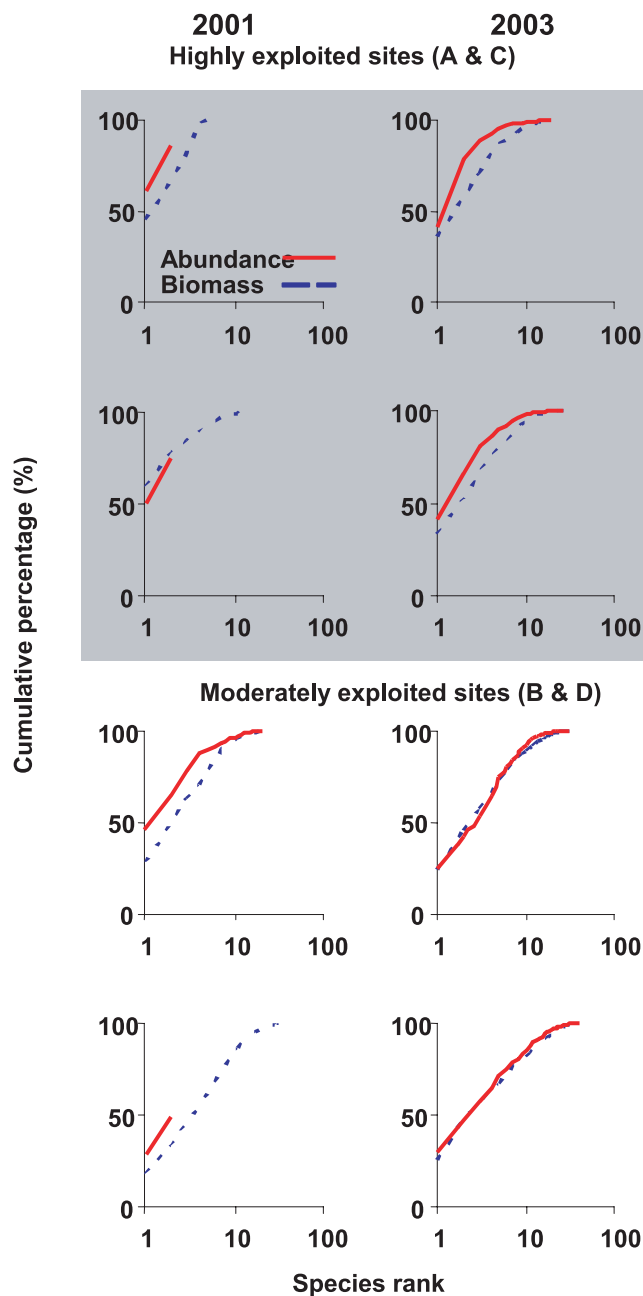 2001 2003
Highly exploited sites (A & C)
100 100
50 50
Abundance
Biomass
0 0
1 10 100 1 10 100
100 100
50 50
0 0
1 10 100 1 10 100
Cumulative percentage (%)
Moderately exploited sites (B & D)
100 100
50 50
0 0
1 10 100 1 10 100
100 100
50 50
0 0
1 10 100 1 10 100
Species rank